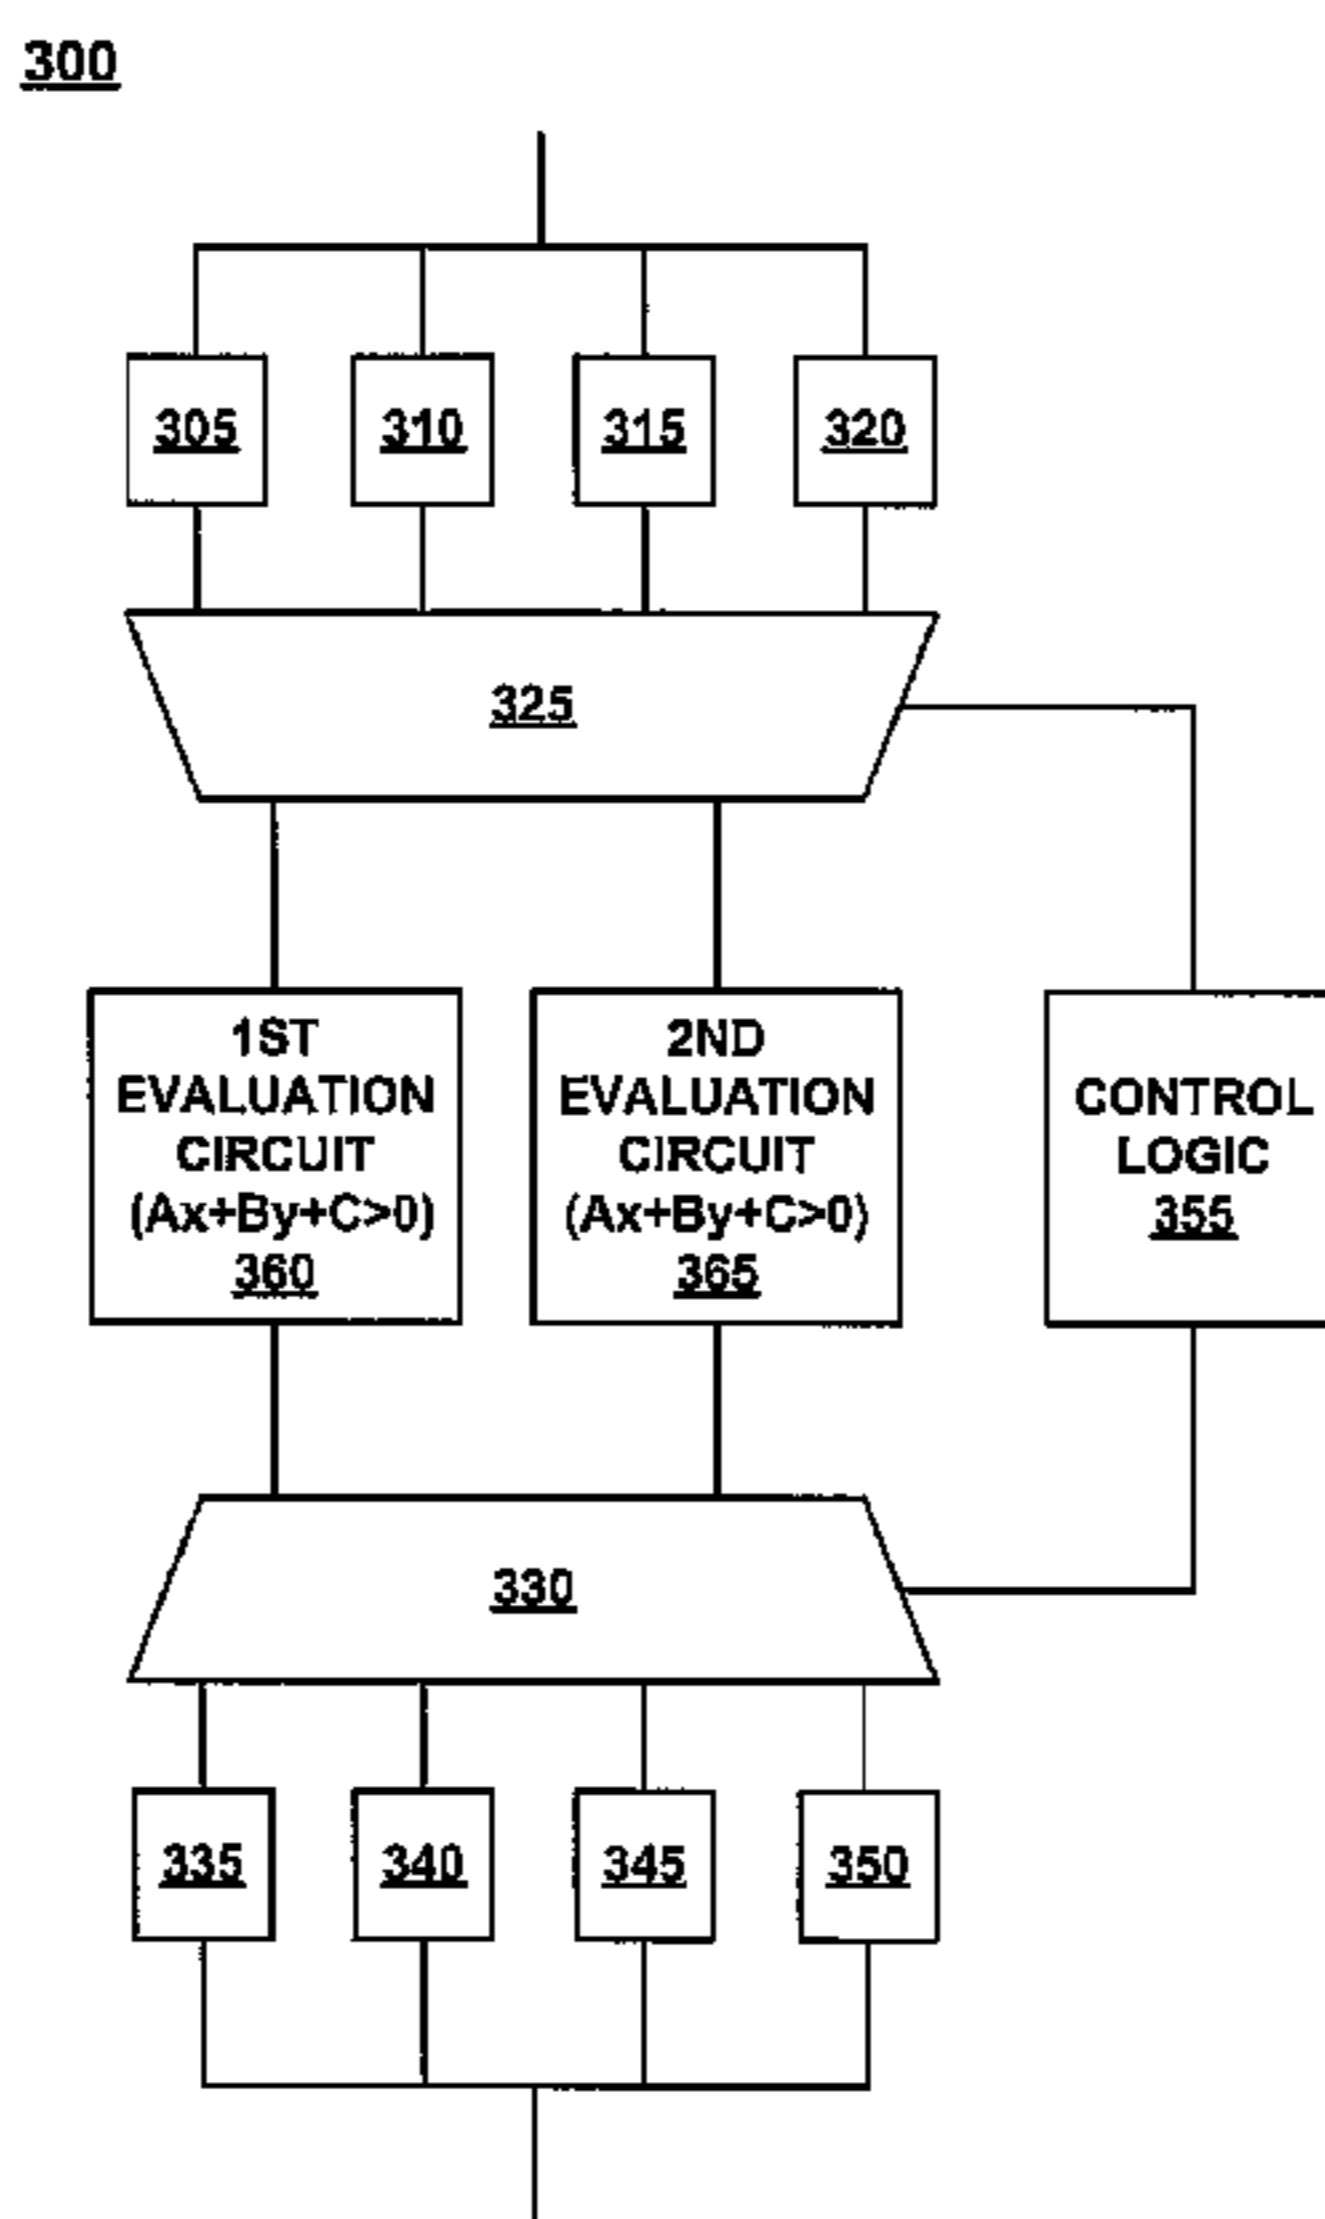 300
305 310 315 320
325
1ST
EVALUATION
CIRCUIT
(Ax+By+C>0)
360
2ND
EVALUATION
CIRCUIT
(Ax+By+C>0)
365
CONTROL
LOGIC
355
330
335 340 345 350